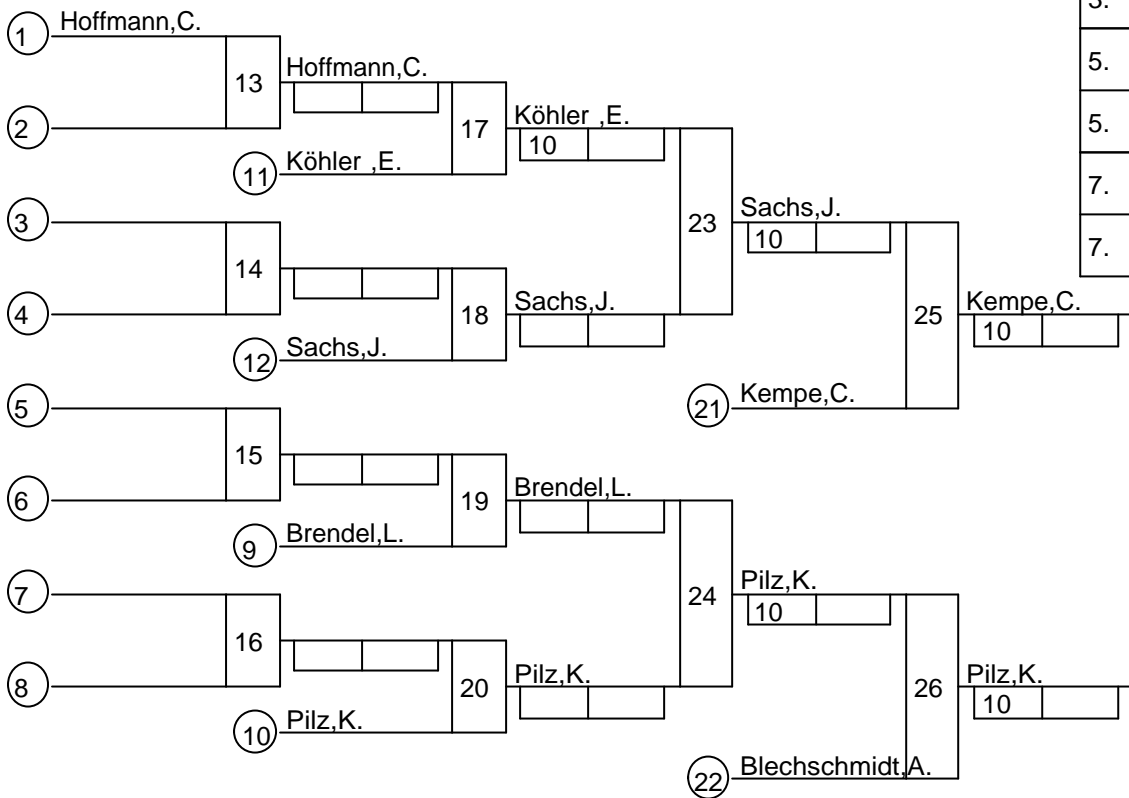 3.
1
Hoffmann,C.
13
Hoffmann,C.
2
17
Köhler ,E.
10
11
Köhler ,E.
5.
5.
7.
7.
3
14
4
18
Sachs,J.
12
Sachs,J.
23
Sachs,J.
10
25
Kempe,C.
10
21
Kempe,C.
5
15
6
19
Brendel,L.
9
Brendel,L.
7
16
8
20
Pilz,K.
10
Pilz,K.
24
Pilz,K.
10
26
Pilz,K.
10
22
Blechschmidt,A.